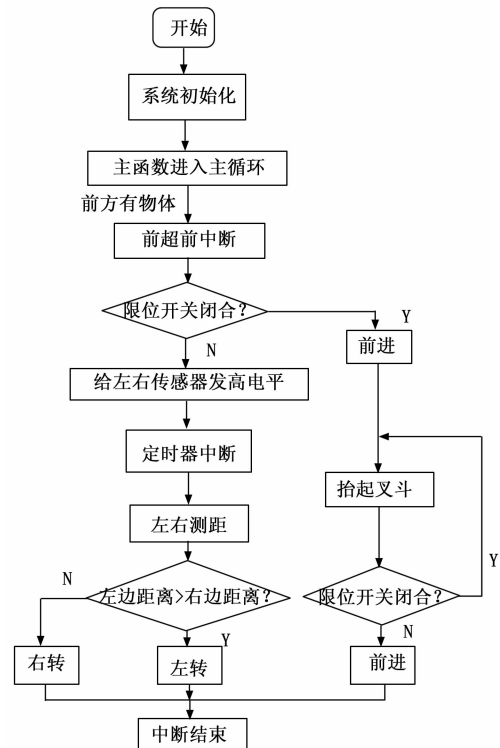 开始
系统初始化
主函数进入主循环
前方有物体
前超前中断
限位开关闭合?
Y
N
前进
给左右传感器发高电平
定时器中断
抬起叉斗
左右测距
Y
N
左边距离>右边距离?
限位开关闭合?
Y
N
右转
左转
前进
中断结束